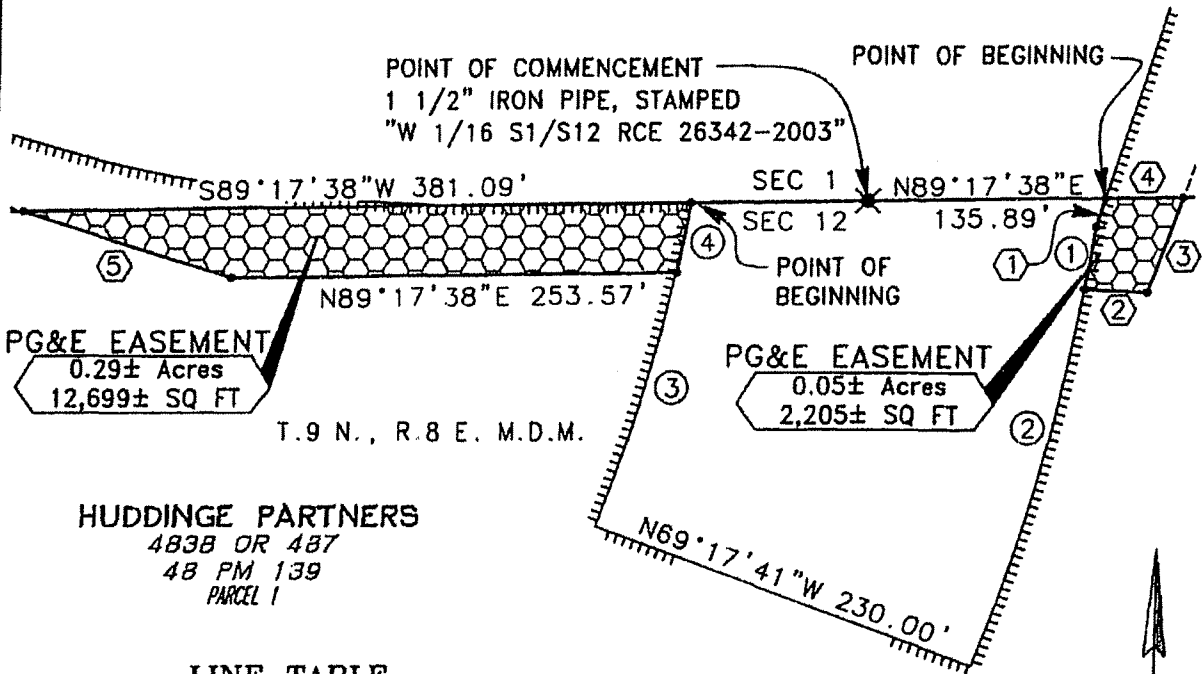 POINT OF COMMENCEMENT
1 1/2" IRON PIPE, STAMPED
"W 1/16 S1/S12 RCE 26342-2003"
POINT OF BEGINNING
S89°17'38"W 381.09'
SEC 1
SEC 12
N89°17'38"E
135.89'
4
4
1
1
3
2
5
N89°17'38"E 253.57'
POINT OF
BEGINNING
PG&E EASEMENT
0.29± Acres
12,699± SQ FT
PG&E EASEMENT
0.05± Acres
2,205± SQ FT
3
2
T.9 N., R.8 E. M.D.M.
HUDDINGE PARTNERS
4838 OR 487
48 PM 139
PARCEL 1
N69°17'41"W 230.00'
LINE TABLE